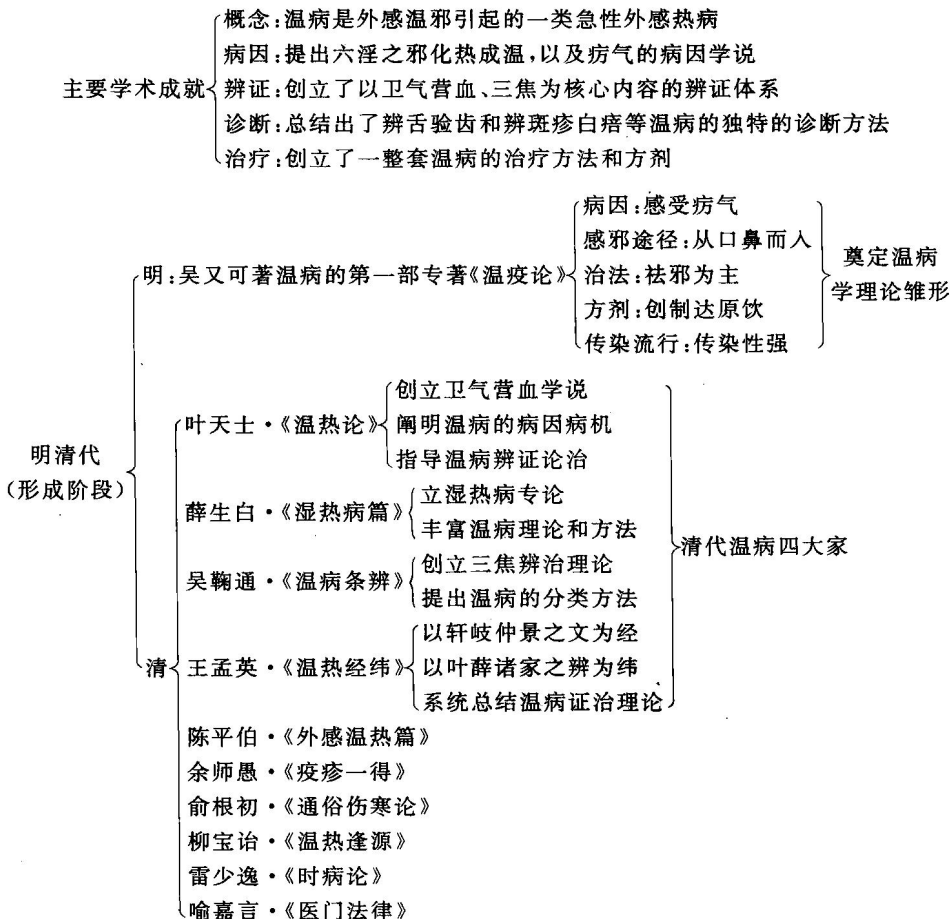 概念:温病是外感温邪引起的一类急性外感热病
病因:提出六淫之邪化热成温,以及疠气的病因学说
主要学术成就
辨证:创立了以卫气营血、三焦为核心内容的辨证体系
诊断:总结出了辨舌验齿和辨斑疹白㾦等温病的独特的诊断方法
治疗:创立了一整套温病的治疗方法和方剂
明清代
(形成阶段)
明:吴又可著温病的第一部专著《温疫论》
病因:感受疠气
感邪途径:从口鼻而人
治法:祛邪为主
方剂:创制达原饮
传染流行:传染性强
奠定温病
学理论雏形
清
叶天士·《温热论》
创立卫气营血学说
阐明温病的病因病机
指导温病辨证论治
薛生白·《湿热病篇》
立湿热病专论
丰富温病理论和方法
吴鞠通·《温病条辨》
创立三焦辨治理论
提出温病的分类方法
王孟英·《温热经纬》
以轩岐仲景之文为经
以叶薛诸家之辨为纬
系统总结温病证治理论
清代温病四大家
陈平伯·《外感温热篇》
余师愚·《疫疹一得》
俞根初·《通俗伤寒论》
柳宝诒·《温热逢源》
雷少逸·《时病论》
喻嘉言·《医门法律》